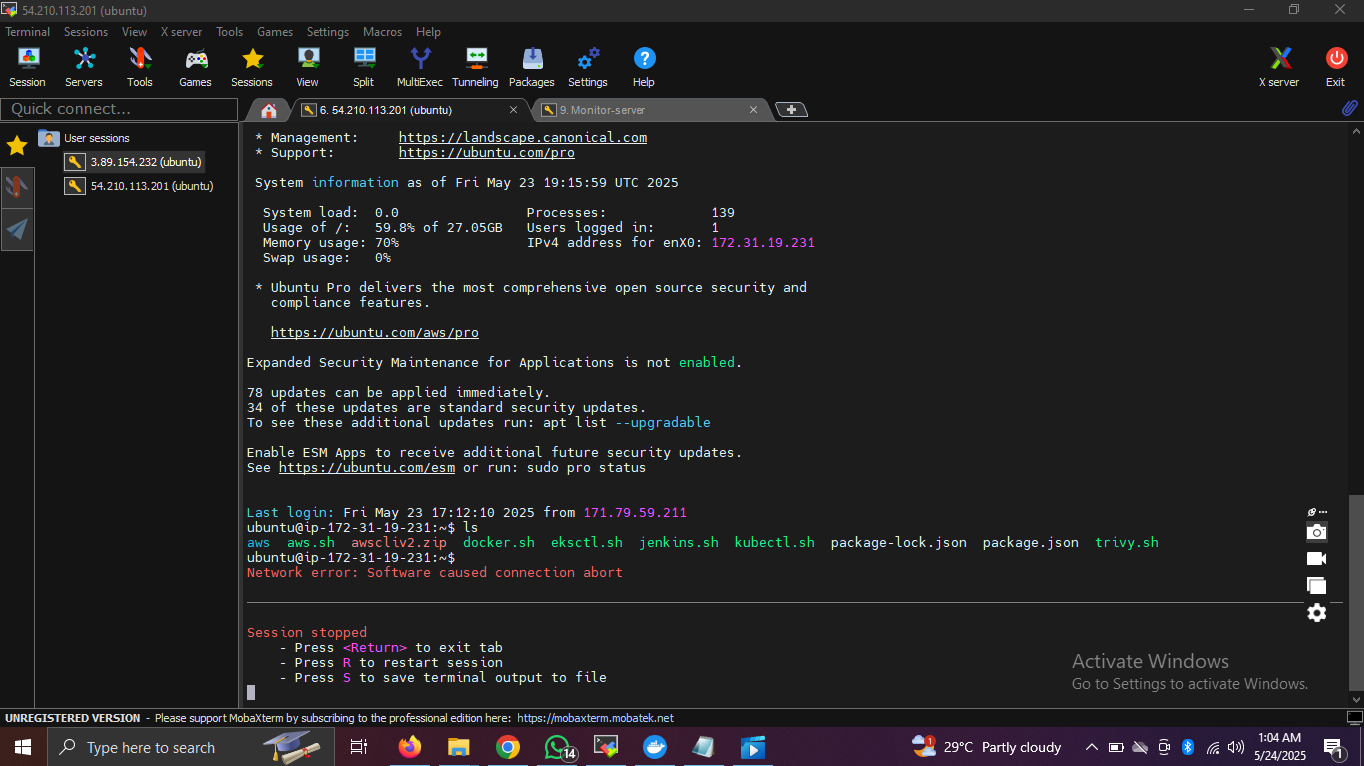 54.210.113.201 (ubuntu)
Terminal Sessions View X server Tools Games Settings Macros Help
Session Servers Tools Games Sessions View Split MultiExec Tunneling Packages Settings Help X server Exit
Quick connect...
6. 54.210.113.201 (ubuntu)
9. Monitor-server
User sessions
3.89.154.232 (ubuntu)
54.210.113.201 (ubuntu)
* Management: https://landscape.canonical.com
* Support: https://ubuntu.com/pro
System information as of Fri May 23 19:15:59 UTC 2025
System load: 0.0 Processes: 139
Usage of /: 59.8% of 27.05GB Users logged in: 1
Memory usage: 70% IPv4 address for enX0: 172.31.19.231
Swap usage: 0%
* Ubuntu Pro delivers the most comprehensive open source security and
compliance features.
https://ubuntu.com/aws/pro
Expanded Security Maintenance for Applications is not enabled.
78 updates can be applied immediately.
34 of these updates are standard security updates.
To see these additional updates run: apt list --upgradable
Enable ESM Apps to receive additional future security updates.
See https://ubuntu.com/esm or run: sudo pro status
Last login: Fri May 23 17:12:10 2025 from 171.79.59.211
ubuntu@ip-172-31-19-231:~$ ls
aws aws.sh awscliv2.zip docker.sh eksctl.sh jenkins.sh kubectl.sh package-lock.json package.json trivy.sh
ubuntu@ip-172-31-19-231:~$
Network error: Software caused connection abort
Session stopped
- Press <Return> to exit tab
- Press R to restart session
- Press S to save terminal output to file
Activate Windows
Go to Settings to activate Windows.
UNREGISTERED VERSION - Please support MobaXterm by subscribing to the professional edition here: https://mobaxterm.mobatek.net
Type here to search
14
1
29°C Partly cloudy
1:04 AM
5/24/2025
1